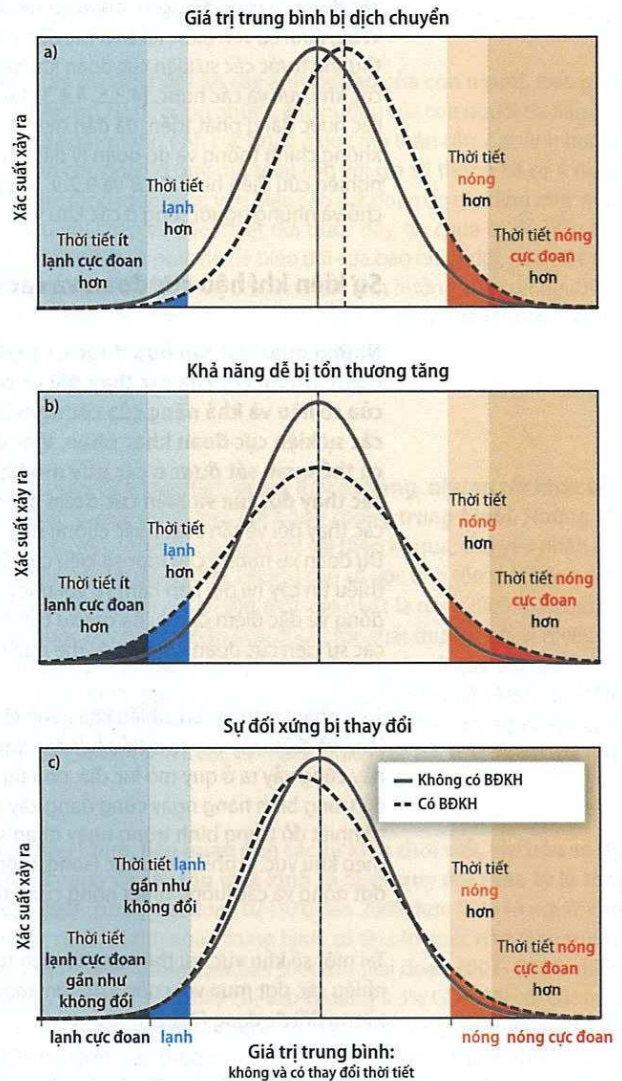 Giá trị trung bình bị dịch chuyển
a)
Xác suất xảy ra
Thời tiết ít
lạnh cực đoan
hơn
Thời tiết
lạnh
hơn
Thời tiết
nóng
hơn
Thời tiết nóng
cực đoan
hơn
Khả năng dễ bị tổn thương tăng
b)
Xác suất xảy ra
Thời tiết ít
lạnh cực đoan
hơn
Thời tiết
lạnh
hơn
Thời tiết
nóng
hơn
Thời tiết nóng
cực đoan
hơn
Sự đối xứng bị thay đổi
c)
Xác suất xảy ra
Không có BĐKH
Có BĐKH
Thời tiết lạnh
gần như
không đổi
Thời tiết
lạnh cực đoan
gần như
không đổi
Thời tiết
nóng
hơn
Thời tiết nóng
cực đoan
hơn
lạnh cực đoan lạnh
Giá trị trung bình:
không và có thay đổi thời tiết
nóng nóng cực đoan